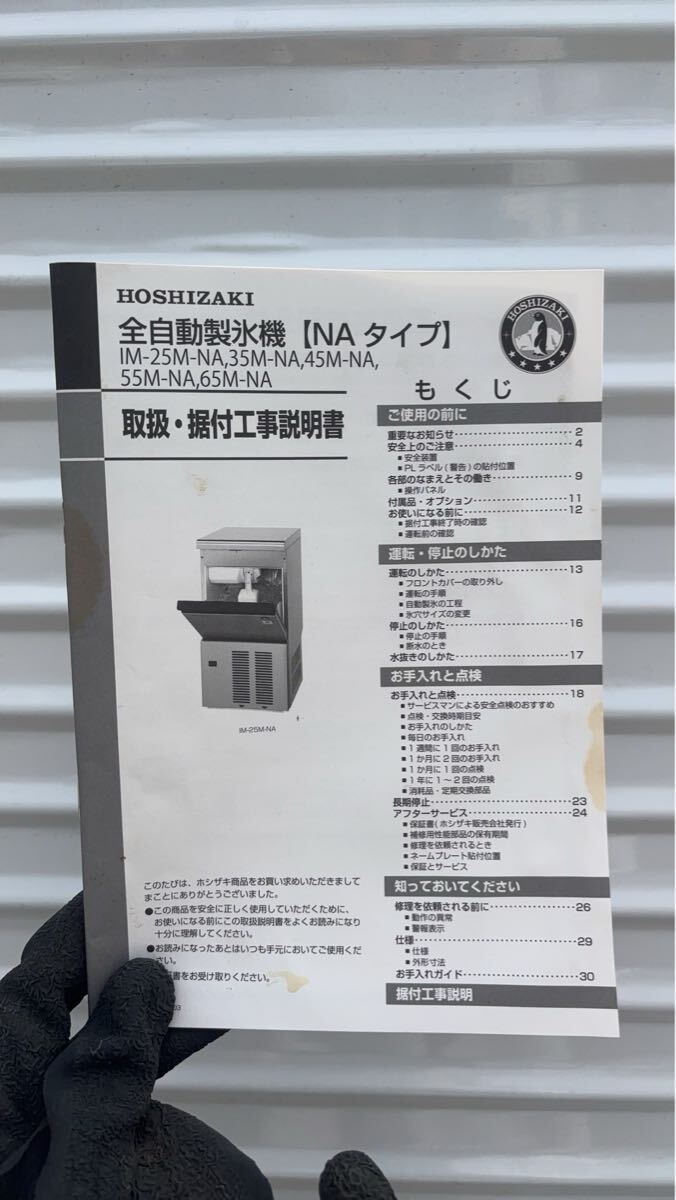 HOSHIZAKI
全自動製氷機【NA タイプ】
IM-25M-NA,35M-NA,45M-NA,
55M-NA,65M-NA
取扱・据付工事説明書
IM-25M-NA
このたびは、ホシザキ商品をお買い求めいただきまして
まことにありがとうございました。
●この商品を安全に正しく使用していただくために、
お使いになる前にこの取扱説明書をよくお読みになり
十分に理解してください。
●お読みになったあとはいつも手元においてご使用くだ
さい。
書をお受け取りください。
HOSHIZAKI
もくじ
ご使用の前に
重要なお知らせ 2
安全上のご注意 4
■ 安全装置
■ PL ラベル ( 警告 ) の貼付位置
各部のなまえとその働き 9
■ 操作パネル
付属品・オプション 11
お使いになる前に 12
■ 据付工事終了時の確認
■ 運転前の確認
運転・停止のしかた
運転のしかた 13
■ フロントカバーの取り外し
■ 運転の手順
■ 自動製氷の工程
■ 氷穴サイズの変更
停止のしかた 16
■ 停止の手順
■ 断水のとき
水抜きのしかた 17
お手入れと点検
お手入れと点検 18
■ サービスマンによる安全点検のおすすめ
■ 点検・交換時期目安
■ お手入れのしかた
■ 毎日のお手入れ
■ 1 週間に 1 回のお手入れ
■ 1 か月に 2 回のお手入れ
■ 1 か月に 1 回の点検
■ 1 年に 1 ～ 2 回の点検
■ 消耗品・定期交換部品
長期停止 23
アフターサービス 24
■ 保証書 ( ホシザキ販売会社発行 )
■ 補修用性能部品の保有期間
■ 修理を依頼されるとき
■ ネームプレート貼付位置
■ 保証とサービス
知っておいてください
修理を依頼される前に 26
■ 動作の異常
■ 警報表示
仕様 29
■ 仕様
■ 外形寸法
お手入れガイド 30
据付工事説明